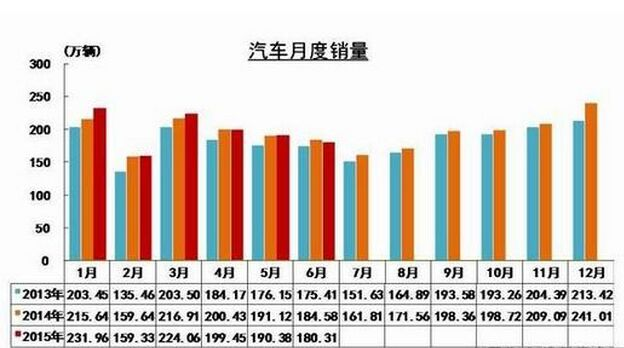 汽车月度销量
(万辆)
300
250
200
150
100
50
0
1月 2月 3月 4月 5月 6月 7月 8月 9月 10月 11月 12月
2013年 203.45 135.46 203.50 184.17 176.15 175.41 151.63 164.89 193.58 193.26 204.39 213.42
2014年 215.64 159.64 216.91 200.43 191.12 184.58 161.81 171.56 198.36 198.72 209.09 241.01
2015年 231.96 159.33 224.06 199.45 190.38 180.31